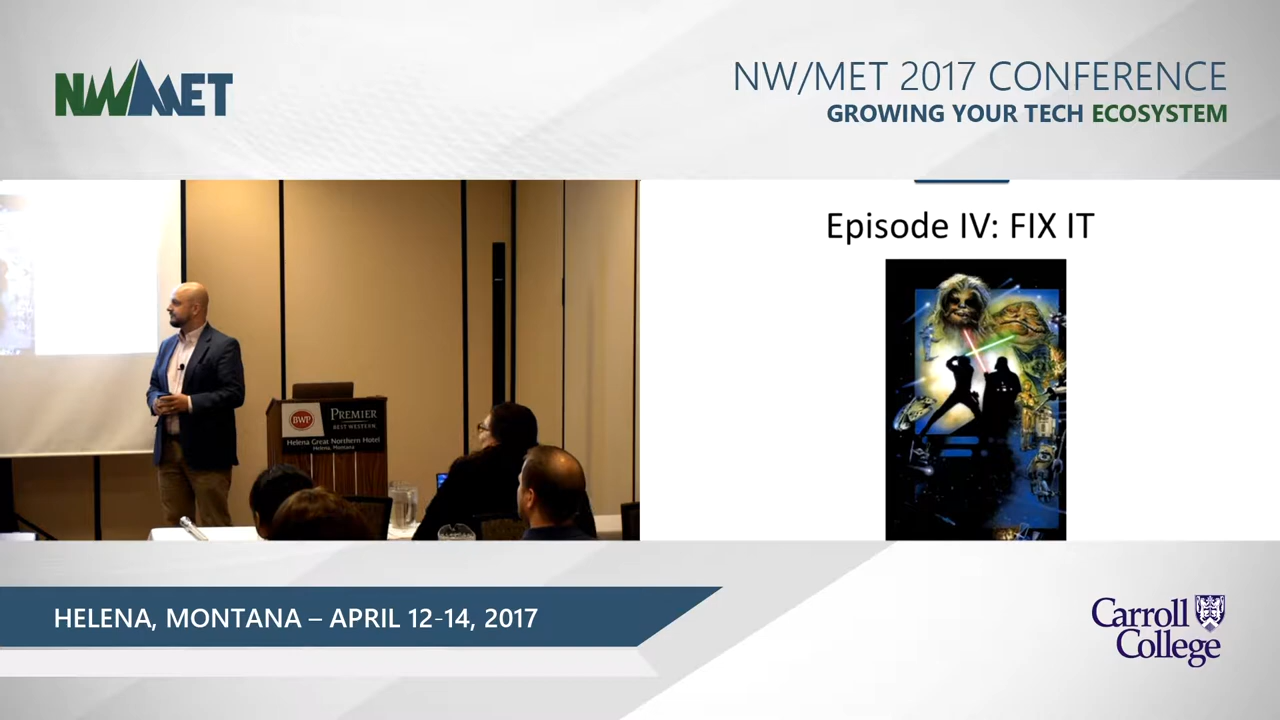 NWMET
NW/MET 2017 CONFERENCE
GROWING YOUR TECH ECOSYSTEM
Episode IV: FIX IT
BWP
PREMIER
BEST WESTERN
Helena Great Northern Hotel
Helena, Montana
HELENA, MONTANA – APRIL 12-14, 2017
Carroll
College